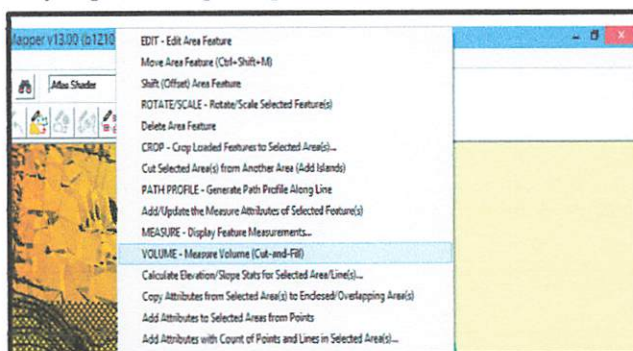 Mapper v13.00 (b1210
EDIT - Edit Area Feature
Move Area Feature (Ctrl+Shift+M)
Atlas Shader
Shift (Offset) Area Feature
ROTATE/SCALE - Rotate/Scale Selected Feature(s)
Delete Area Feature
CROP - Crop Loaded Features to Selected Area(s)...
Cut Selected Area(s) from Another Area (Add Islands)
PATH PROFILE - Generate Path Profile Along Line
Add/Update the Measure Attributes of Selected Feature(s)
MEASURE - Display Feature Measurements...
VOLUME - Measure Volume (Cut-and-Fill)
Calculate Elevation/Slope Stats for Selected Area/Line(s)...
Copy Attributes from Selected Area(s) to Enclosed/Overlapping Area(s)
Add Attributes to Selected Areas from Points
Add Attributes with Count of Points and Lines in Selected Area(s)...